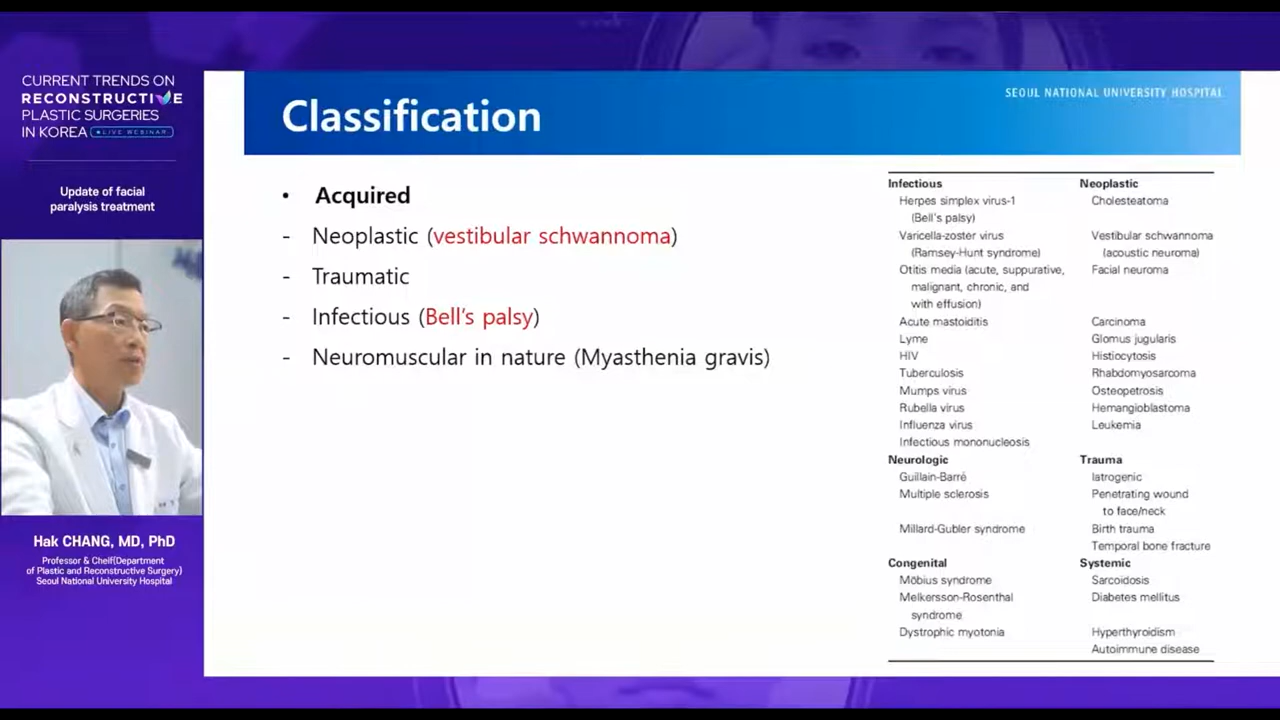 CURRENT TRENDS ON
RECONSTRUCTIVE
PLASTIC SURGERIES
IN KOREA LIVE WEBINAR
Update of facial
paralysis treatment
Hak CHANG, MD, PhD
Professor & Cheif(Department
of Plastic and Reconstructive Surgery)
Seoul National University Hospital
SEOUL NATIONAL UNIVERSITY HOSPITAL
Classification
• Acquired
- Neoplastic (vestibular schwannoma)
- Traumatic
- Infectious (Bell's palsy)
- Neuromuscular in nature (Myasthenia gravis)
Infectious
Herpes simplex virus-1
(Bell's palsy)
Varicella-zoster virus
(Ramsey-Hunt syndrome)
Otitis media (acute, suppurative,
malignant, chronic, and
with effusion)
Acute mastoiditis
Lyme
HIV
Tuberculosis
Mumps virus
Rubella virus
Influenza virus
Infectious mononucleosis
Neurologic
Guillain-Barré
Multiple sclerosis
Millard-Gubler syndrome
Congenital
Möbius syndrome
Melkersson-Rosenthal
syndrome
Dystrophic myotonia
Neoplastic
Cholesteatoma
Vestibular schwannoma
(acoustic neuroma)
Facial neuroma
Carcinoma
Glomus jugularis
Histiocytosis
Rhabdomyosarcoma
Osteopetrosis
Hemangioblastoma
Leukemia
Trauma
Iatrogenic
Penetrating wound
to face/neck
Birth trauma
Temporal bone fracture
Systemic
Sarcoidosis
Diabetes mellitus
Hyperthyroidism
Autoimmune disease